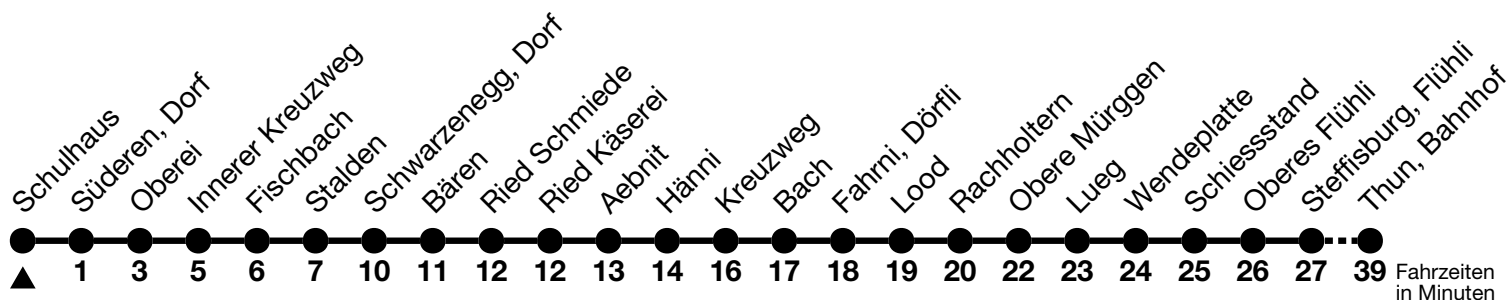 Schulhaus
Süderen, Dorf
Oberei
Innerer Kreuzweg
Fischbach
Stalden
Schwarzenegg, Dorf
Bären
Ried Schmiede
Ried Käserei
Aebnit
Hänni
Kreuzweg
Bach
Fahrni, Dörfli
Lood
Rachholtern
Obere Mürggen
Lueg
Wendeplatte
Schiessstand
Oberes Flühli
Steffisburg, Flühli
Thun, Bahnhof
1 3 5 6 7 10 11 12 12 13 14 16 17 18 19 20 22 23 24 25 26 27 39 Fahrzeiten
in Minuten